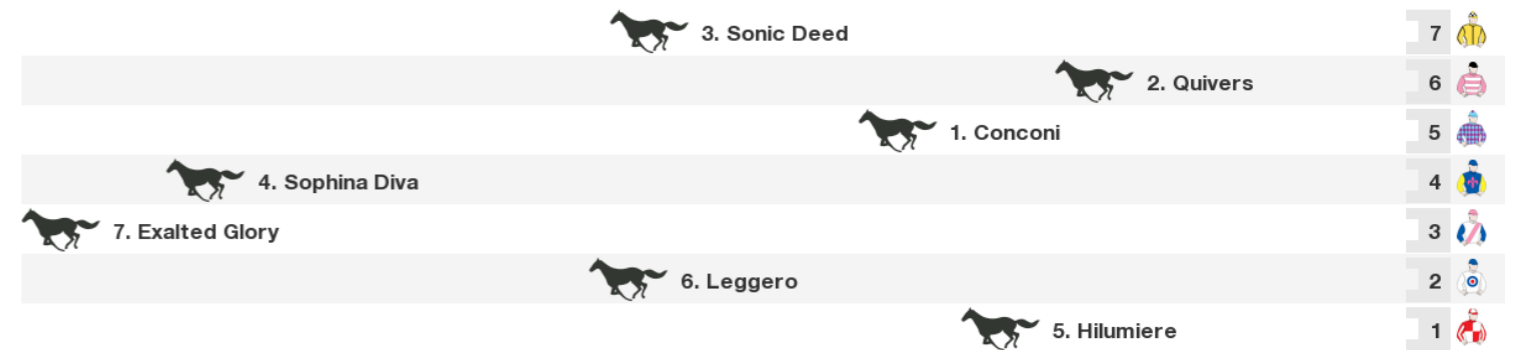 3. Sonic Deed 7
2. Quivers 6
1. Conconi 5
4. Sophina Diva 4
7. Exalted Glory 3
6. Leggero 2
5. Hilumiere 1